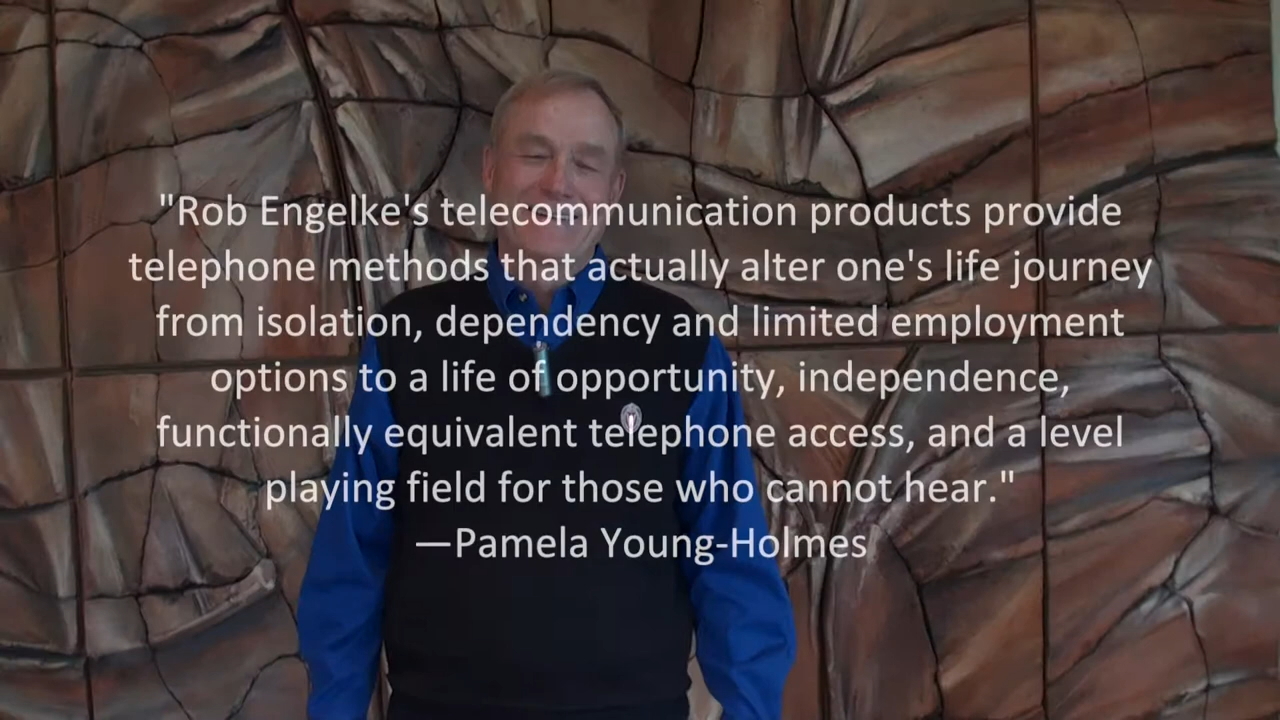 "Rob Engelke's telecommunication products provide
telephone methods that actually alter one's life journey
from isolation, dependency and limited employment
options to a life of opportunity, independence,
functionally equivalent telephone access, and a level
playing field for those who cannot hear."
—Pamela Young-Holmes